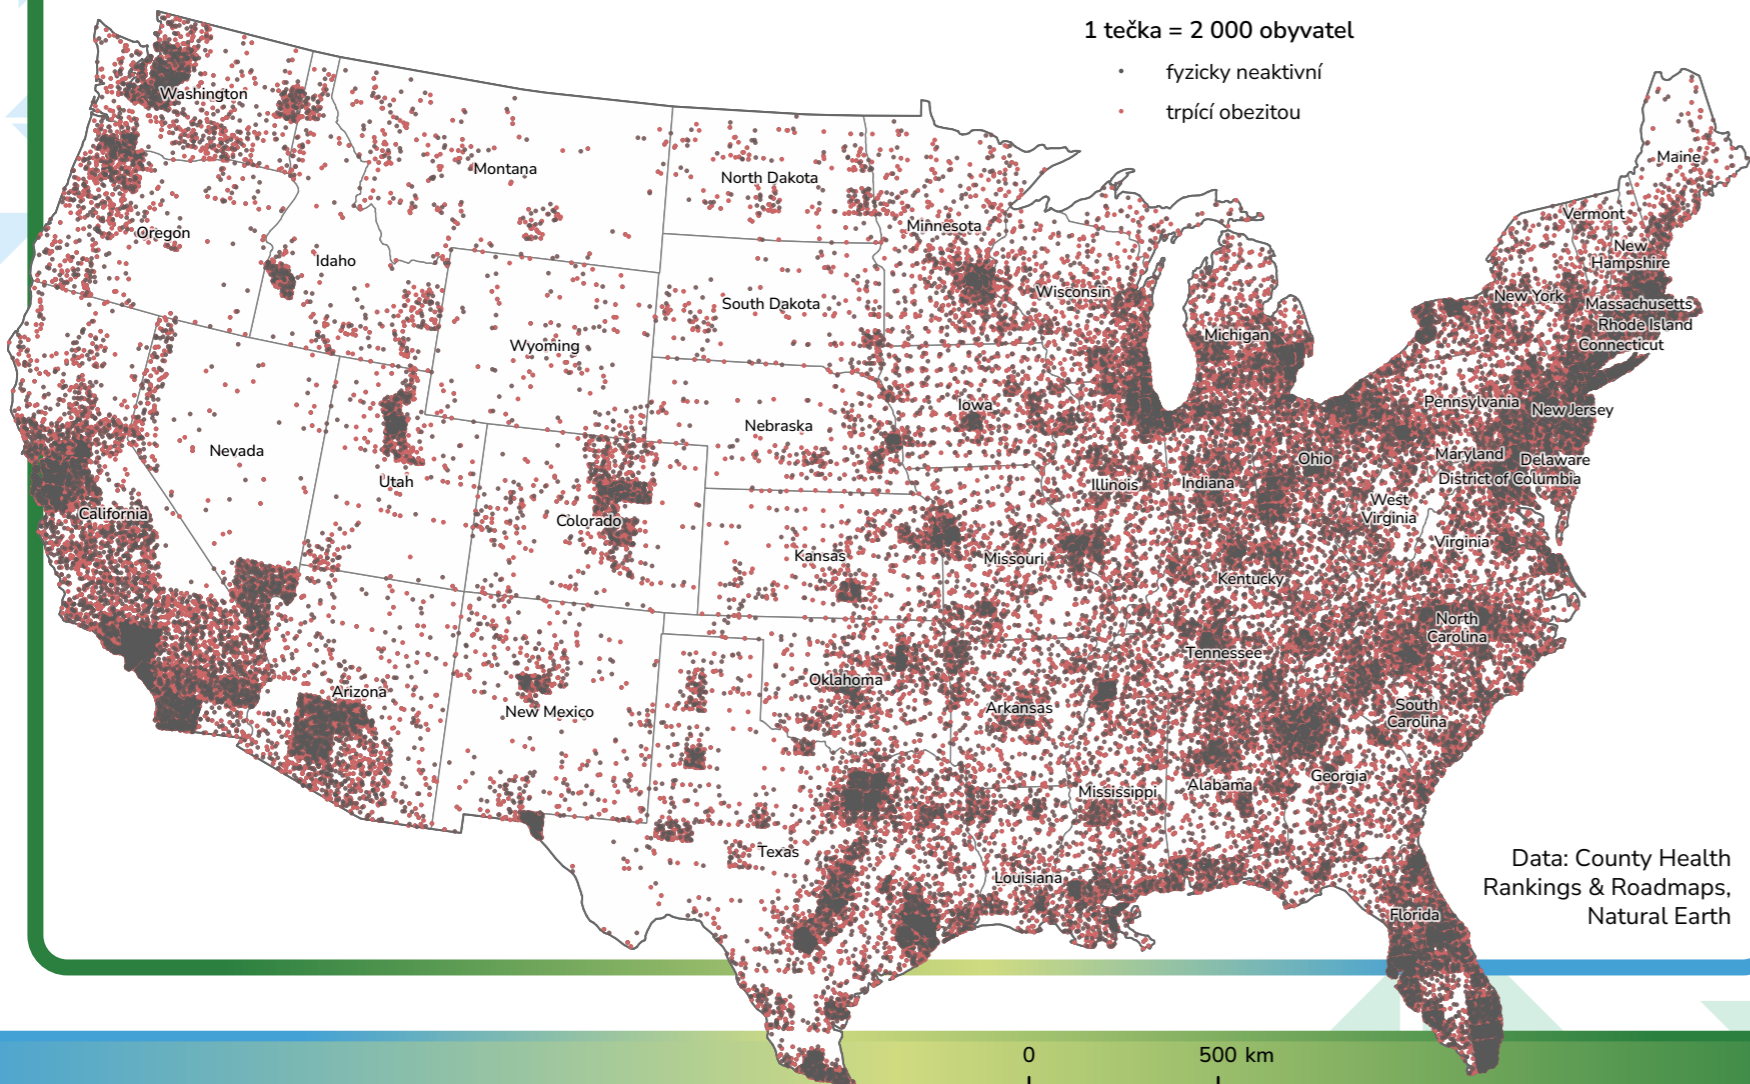 1 tečka = 2 000 obyvatel
fyzicky neaktivní
trpící obezitou
Washington
Montana
North Dakota
Maine
Minnesota
Vermont
Oregon
New
Hampshire
Idaho
South Dakota
Wisconsin
New York
Massachusetts
Rhode Island
Michigan
Connecticut
Wyoming
Iowa
Pennsylvania
New Jersey
Nebraska
Nevada
Ohio
Maryland
Delaware
Utah
Illinois
Indiana
District of Columbia
California
Colorado
West
Virginia
Kansas
Missouri
Virginia
Kentucky
North
Carolina
Tennessee
Oklahoma
Arizona
New Mexico
Arkansas
South
Carolina
Georgia
Alabama
Mississippi
Texas
Louisiana
Florida
Data: County Health
Rankings & Roadmaps,
Natural Earth
0 500 km